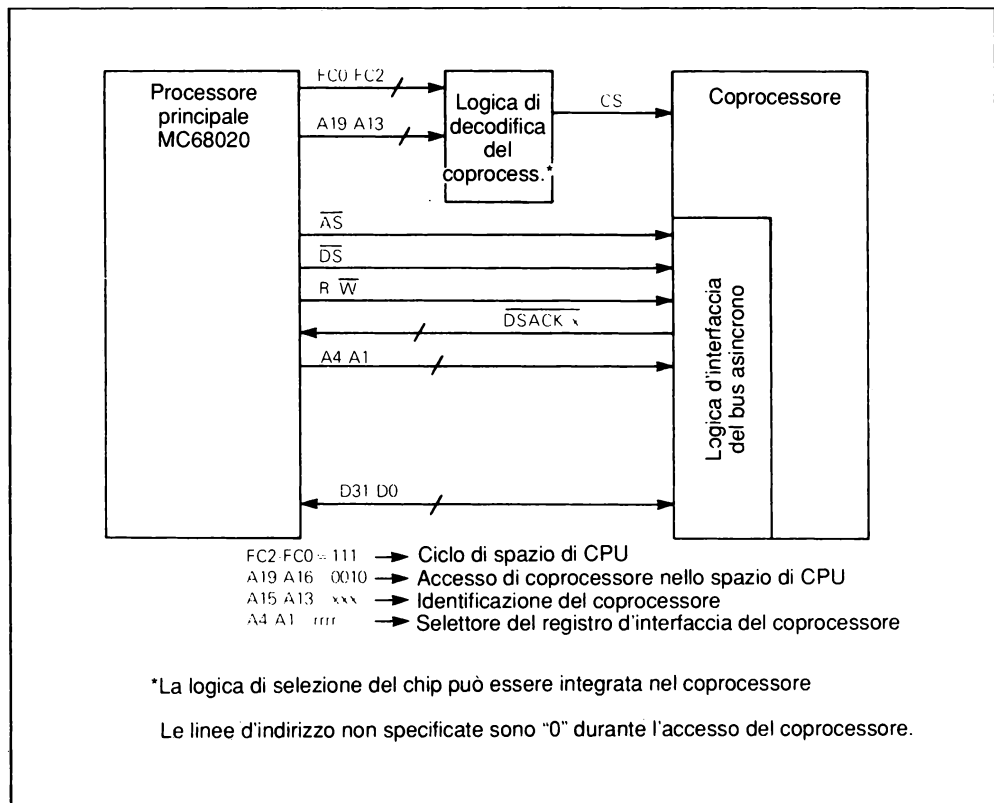 Processore
principale
MC68020
FC0 FC2
A19 A13
Logica di
decodifica
del
coprocess.*
CS
Coprocessore
AS
DS
R W
DSACK x
A4 A1
Logica d'interfaccia
del bus asincrono
D31 D0
FC2-FC0 = 111 → Ciclo di spazio di CPU
A19 A16 0010 → Accesso di coprocessore nello spazio di CPU
A15 A13 xxx → Identificazione del coprocessore
A4 A1 rrrr → Selettore del registro d'interfaccia del coprocessore
*La logica di selezione del chip può essere integrata nel coprocessore
Le linee d'indirizzo non specificate sono "0" durante l'accesso del coprocessore.